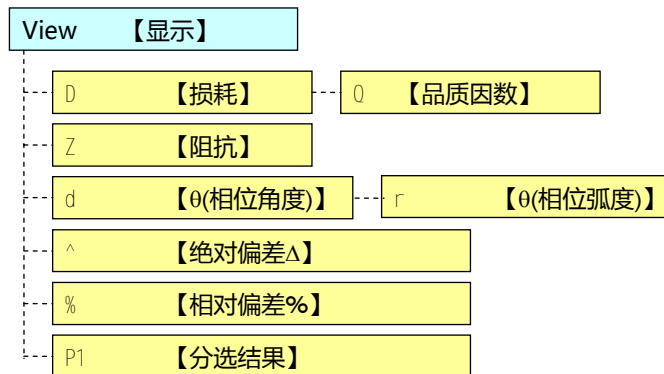 View 【显示】
D 【损耗】 Q 【品质因数】
Z 【阻抗】
d 【θ(相位角度)】 r 【θ(相位弧度)】
^ 【绝对偏差Δ】
% 【相对偏差%】
P1 【分选结果】